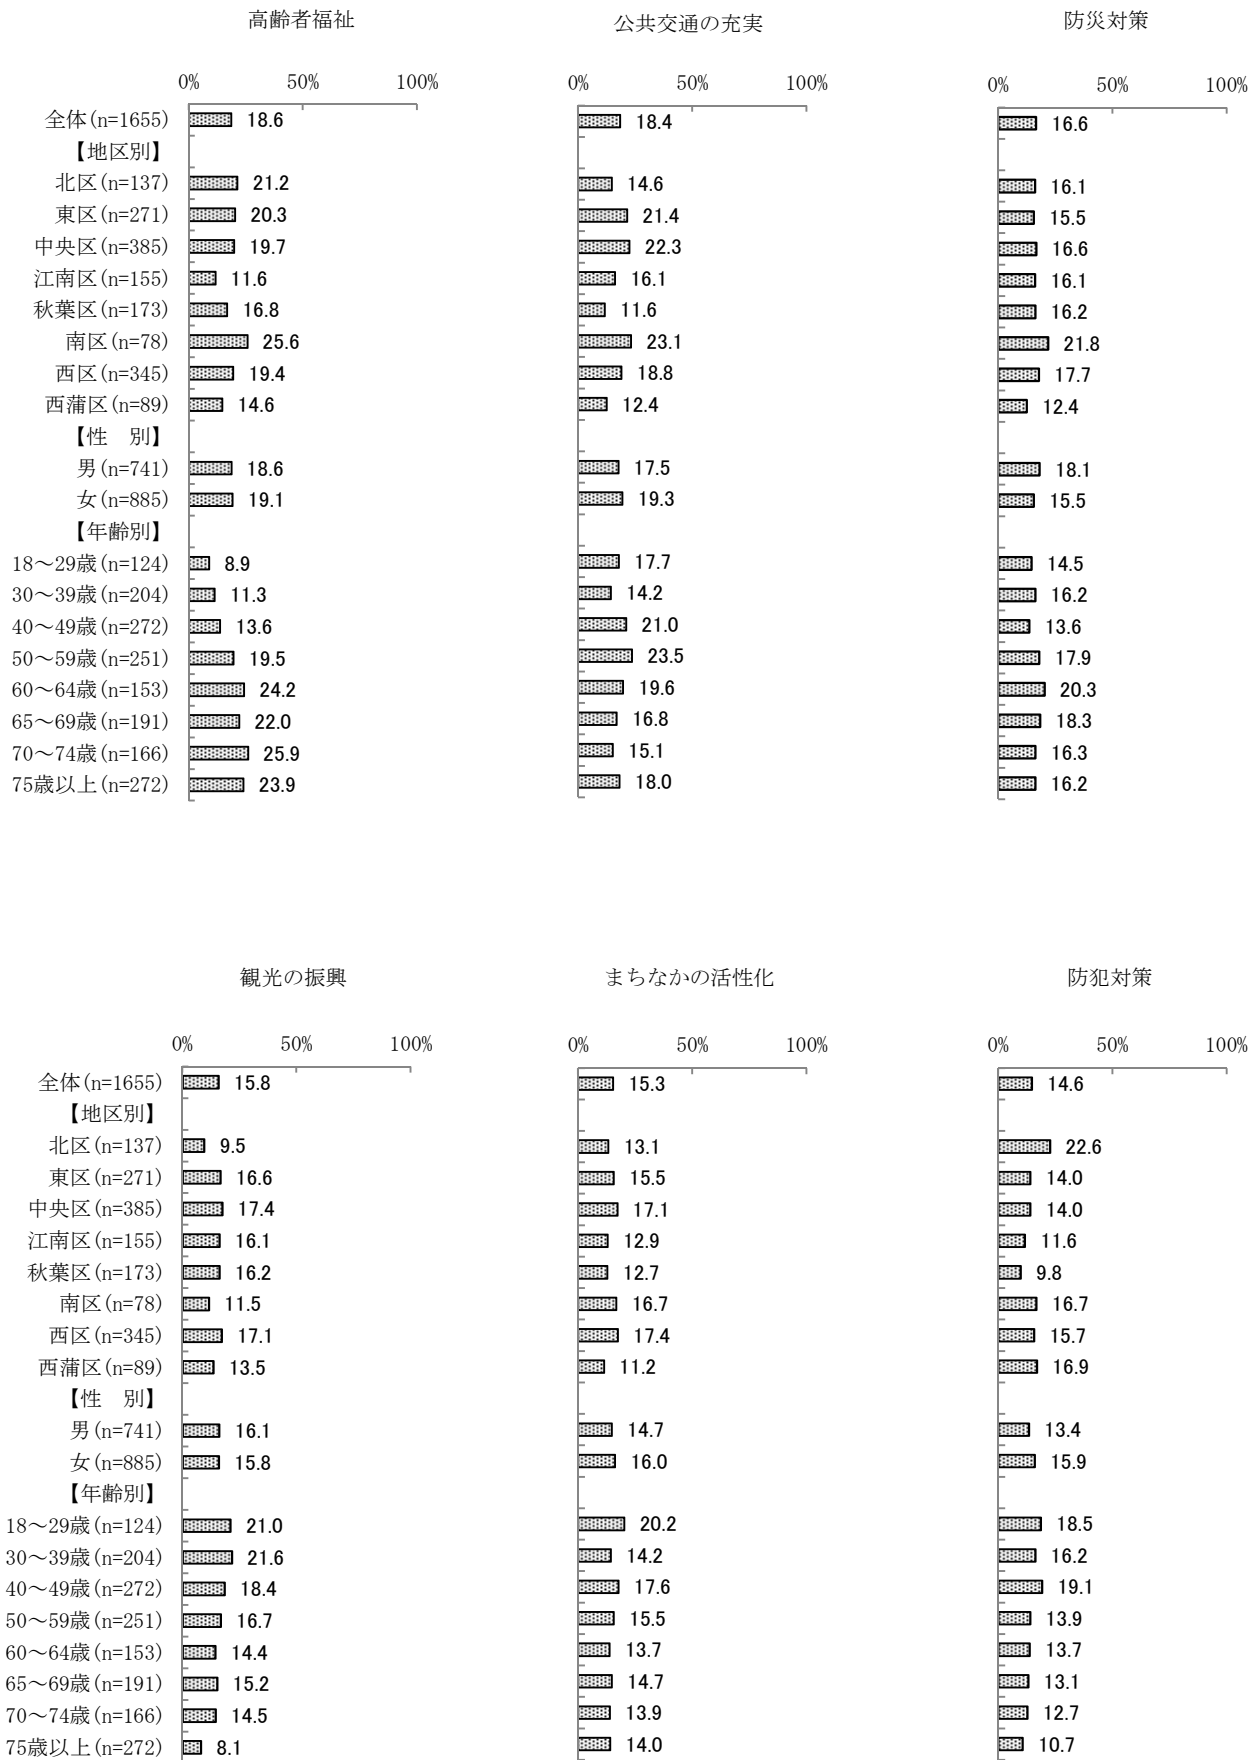 高齢者福祉 公共交通の充実 防災対策
0% 50% 100% 0% 50% 100% 0% 50% 100%
全体(n=1655) 18.6 18.4 16.6
【地区別】
北区(n=137) 21.2 14.6 16.1
東区(n=271) 20.3 21.4 15.5
中央区(n=385) 19.7 22.3 16.6
江南区(n=155) 11.6 16.1 16.1
秋葉区(n=173) 16.8 11.6 16.2
南区(n=78) 25.6 23.1 21.8
西区(n=345) 19.4 18.8 17.7
西蒲区(n=89) 14.6 12.4 12.4
【性　別】
男(n=741) 18.6 17.5 18.1
女(n=885) 19.1 19.3 15.5
【年齢別】
18～29歳(n=124) 8.9 17.7 14.5
30～39歳(n=204) 11.3 14.2 16.2
40～49歳(n=272) 13.6 21.0 13.6
50～59歳(n=251) 19.5 23.5 17.9
60～64歳(n=153) 24.2 19.6 20.3
65～69歳(n=191) 22.0 16.8 18.3
70～74歳(n=166) 25.9 15.1 16.3
75歳以上(n=272) 23.9 18.0 16.2
観光の振興 まちなかの活性化 防犯対策
0% 50% 100% 0% 50% 100% 0% 50% 100%
全体(n=1655) 15.8 15.3 14.6
【地区別】
北区(n=137) 9.5 13.1 22.6
東区(n=271) 16.6 15.5 14.0
中央区(n=385) 17.4 17.1 14.0
江南区(n=155) 16.1 12.9 11.6
秋葉区(n=173) 16.2 12.7 9.8
南区(n=78) 11.5 16.7 16.7
西区(n=345) 17.1 17.4 15.7
西蒲区(n=89) 13.5 11.2 16.9
【性　別】
男(n=741) 16.1 14.7 13.4
女(n=885) 15.8 16.0 15.9
【年齢別】
18～29歳(n=124) 21.0 20.2 18.5
30～39歳(n=204) 21.6 14.2 16.2
40～49歳(n=272) 18.4 17.6 19.1
50～59歳(n=251) 16.7 15.5 13.9
60～64歳(n=153) 14.4 13.7 13.7
65～69歳(n=191) 15.2 14.7 13.1
70～74歳(n=166) 14.5 13.9 12.7
75歳以上(n=272) 8.1 14.0 10.7